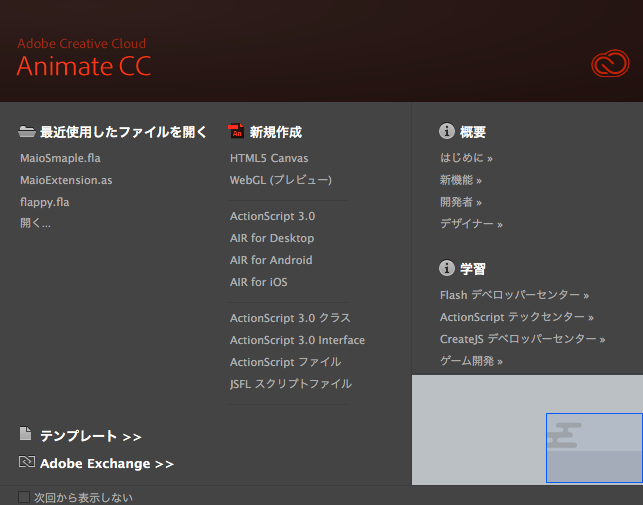 Adobe Creative Cloud
Animate CC
最近使用したファイルを開く
MaioSmaple.fla
MaioExtension.as
flappy.fla
開く...
テンプレート >>
Adobe Exchange >>
新規作成
An
HTML5 Canvas
WebGL (プレビュー)
ActionScript 3.0
AIR for Desktop
AIR for Android
AIR for iOS
ActionScript 3.0 クラス
ActionScript 3.0 Interface
ActionScript ファイル
JSFL スクリプトファイル
概要
はじめに »
新機能 »
開発者 »
デザイナー »
学習
Flash デベロッパーセンター »
ActionScript テックセンター »
CreateJS デベロッパーセンター »
ゲーム開発 »
次回から表示しない